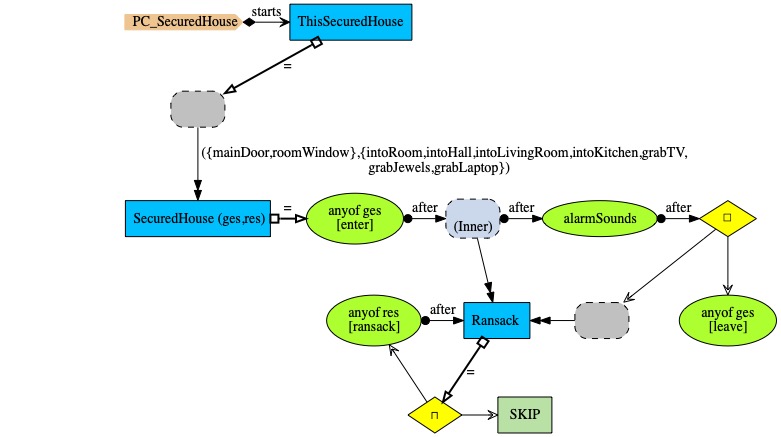 PC_SecuredHouse
starts
ThisSecuredHouse
=
({mainDoor,roomWindow},{intoRoom,intoHall,intoLivingRoom,intoKitchen,grabTV,
grabJewels,grabLaptop})
SecuredHouse (ges,res)
=
anyof ges
[enter]
after
(Inner)
after
alarmSounds
after
□
anyof res
[ransack]
after
Ransack
anyof ges
[leave]
=
⊓
SKIP